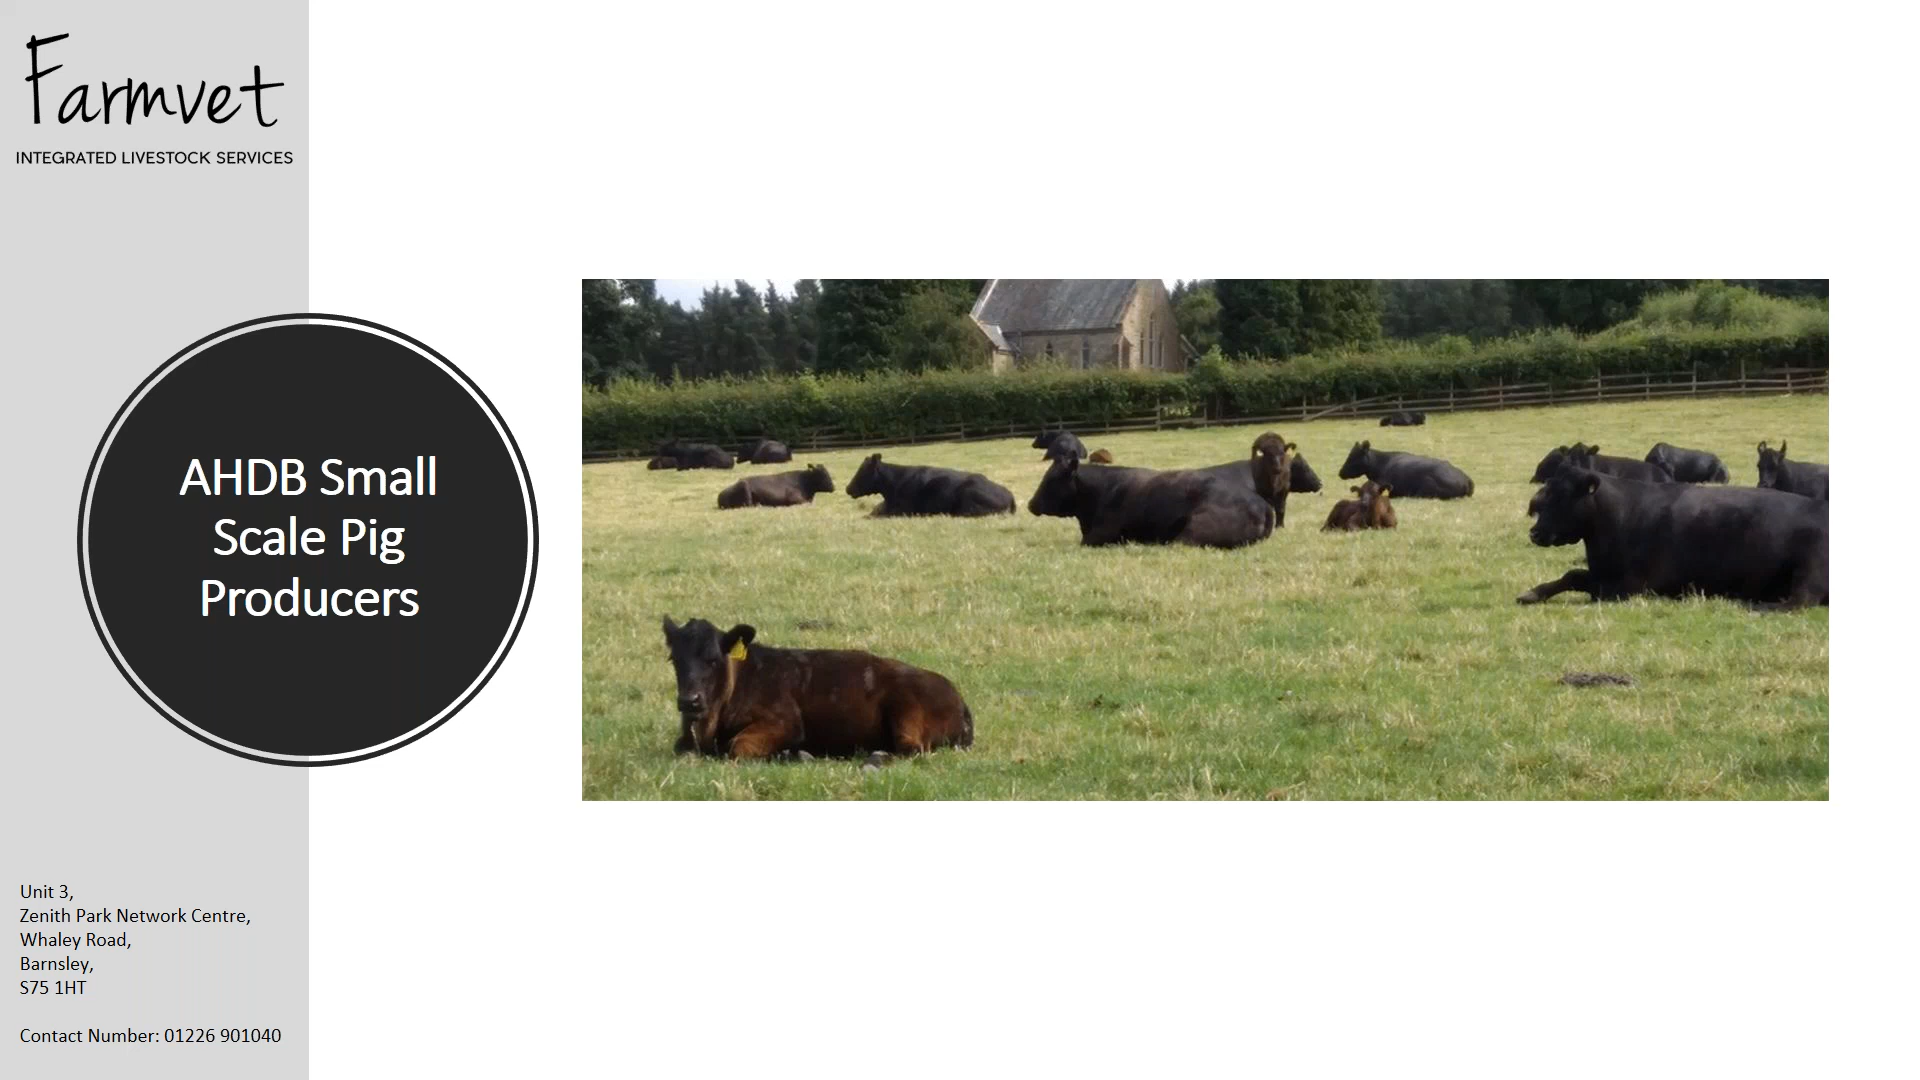 Farmvet
INTEGRATED LIVESTOCK SERVICES
AHDB Small
Scale Pig
Producers
Unit 3,
Zenith Park Network Centre,
Whaley Road,
Barnsley,
S75 1HT
Contact Number: 01226 901040